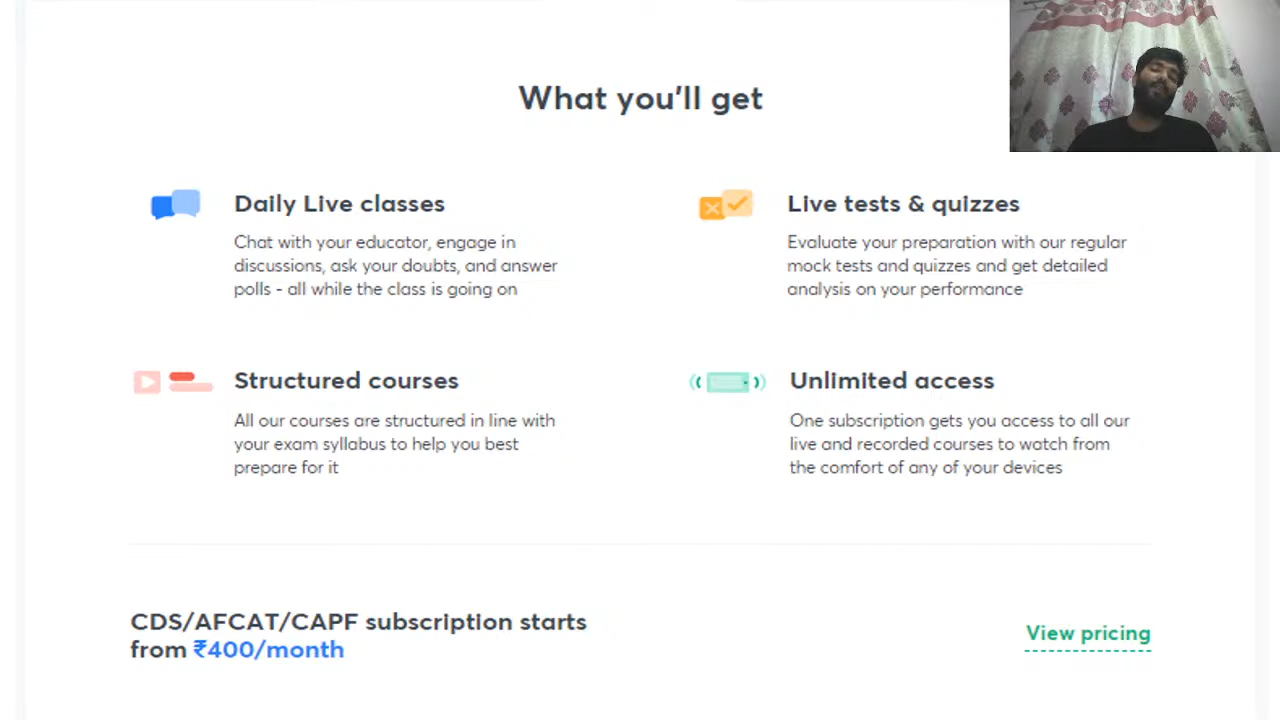 What you'll get
Daily Live classes
Chat with your educator, engage in
discussions, ask your doubts, and answer
polls - all while the class is going on
Live tests & quizzes
Evaluate your preparation with our regular
mock tests and quizzes and get detailed
analysis on your performance
Structured courses
All our courses are structured in line with
your exam syllabus to help you best
prepare for it
Unlimited access
One subscription gets you access to all our
live and recorded courses to watch from
the comfort of any of your devices
CDS/AFCAT/CAPF subscription starts
from ₹400/month
View pricing